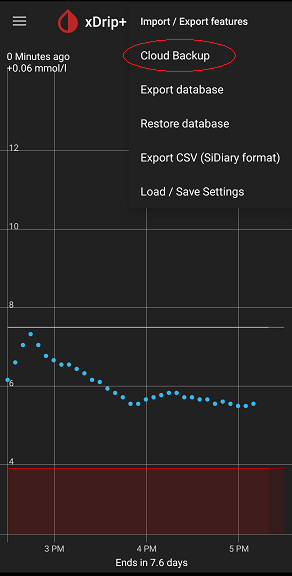 xDrip+
Import / Export features
0 Minutes ago
+0.06 mmol/l
Cloud Backup
Export database
Restore database
Export CSV (SiDiary format)
Load / Save Settings
12
10
8
6
4
3 PM
4 PM
5 PM
Ends in 7.6 days